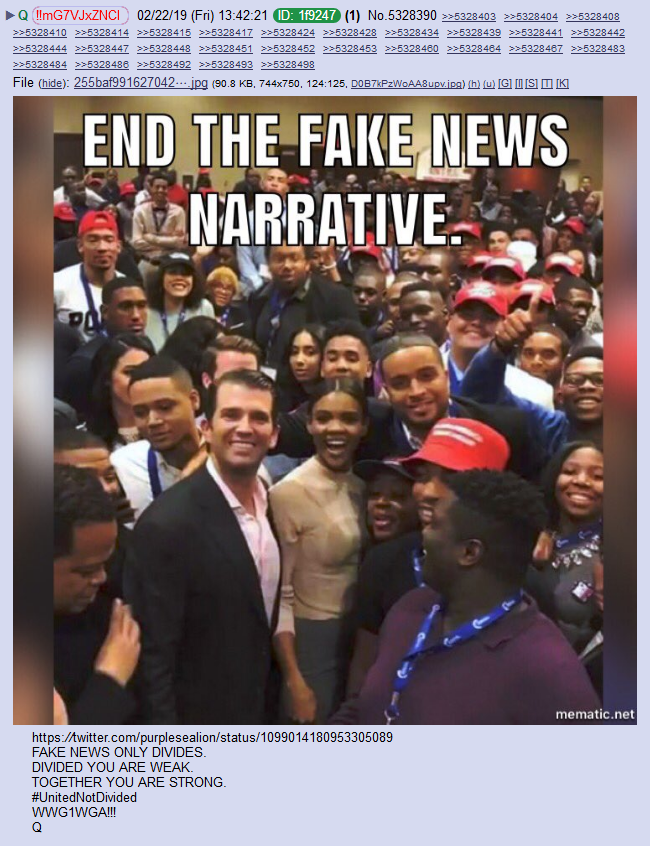 ▶ Q !!mG7VJxZNCI 02/22/19 (Fri) 13:42:21 ID: 1f9247 (1) No.5328390 >>5328403 >>5328404 >>5328408
>>5328410 >>5328414 >>5328415 >>5328417 >>5328424 >>5328428 >>5328434 >>5328439 >>5328441 >>5328442
>>5328444 >>5328447 >>5328448 >>5328451 >>5328452 >>5328453 >>5328460 >>5328464 >>5328467 >>5328483
>>5328484 >>5328486 >>5328492 >>5328493 >>5328498
File (hide): 255baf991627042⋯.jpg (90.8 KB, 744x750, 124:125, D0B7kPzWoAA8upv.jpg) (h) (u) [G] [I] [S] [T] [K]
END THE FAKE NEWS
NARRATIVE.
mematic.net
https://twitter.com/purplesealion/status/1099014180953305089
FAKE NEWS ONLY DIVIDES.
DIVIDED YOU ARE WEAK.
TOGETHER YOU ARE STRONG.
#UnitedNotDivided
WWG1WGA!!!
Q